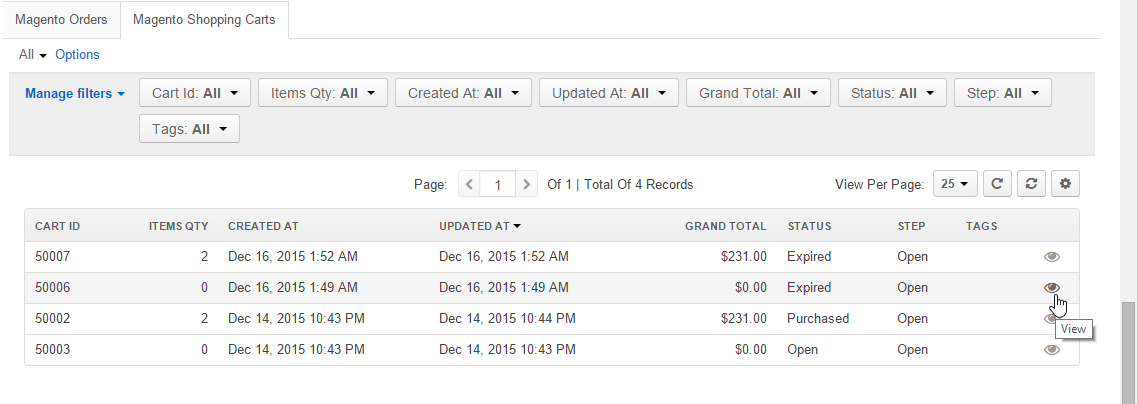 Magento Orders Magento Shopping Carts
All Options
Manage filters Cart Id: All Items Qty: All Created At: All Updated At: All Grand Total: All Status: All Step: All
Tags: All
Page: 1 Of 1 | Total Of 4 Records View Per Page: 25
CART ID ITEMS QTY CREATED AT UPDATED AT GRAND TOTAL STATUS STEP TAGS
50007 2 Dec 16, 2015 1:52 AM Dec 16, 2015 1:52 AM $231.00 Expired Open
50006 0 Dec 16, 2015 1:49 AM Dec 16, 2015 1:49 AM $0.00 Expired Open
50002 2 Dec 14, 2015 10:43 PM Dec 14, 2015 10:44 PM $231.00 Purchased Open
View
50003 0 Dec 14, 2015 10:43 PM Dec 14, 2015 10:43 PM $0.00 Open Open